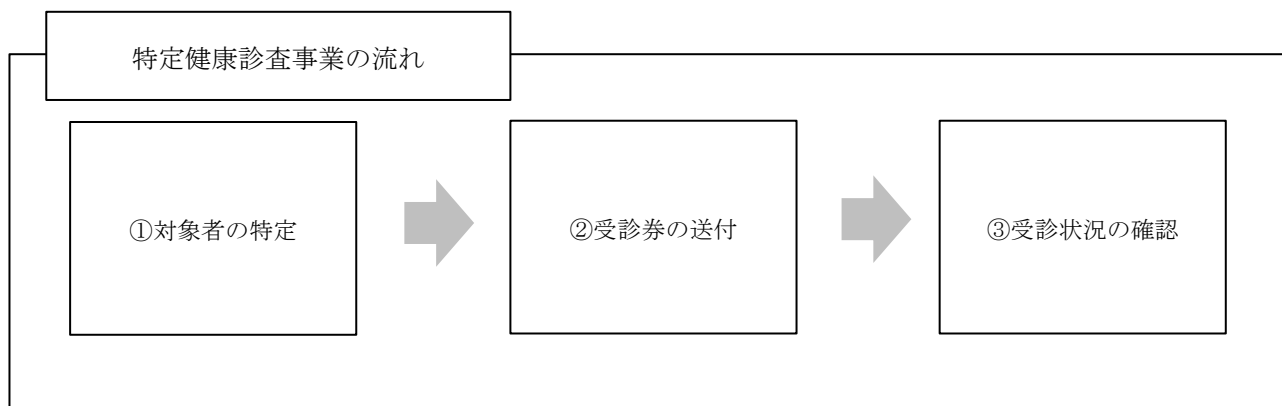 特定健康診査事業の流れ
①対象者の特定
②受診券の送付
③受診状況の確認